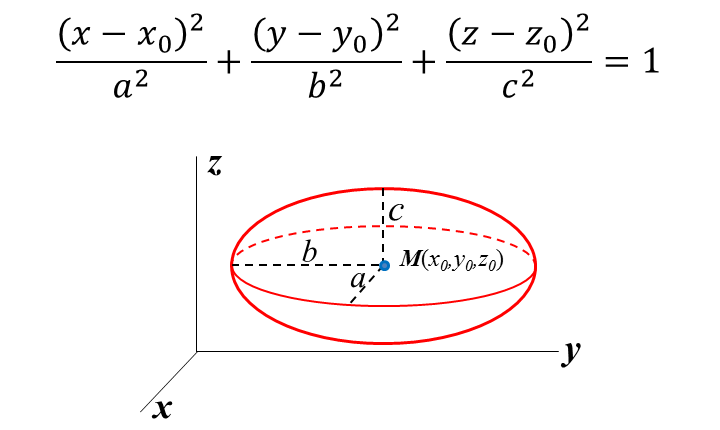 (x − x₀)²/a² + (y − y₀)²/b² + (z − z₀)²/c² = 1
z
c
b
M(x₀,y₀,z₀)
a
y
x